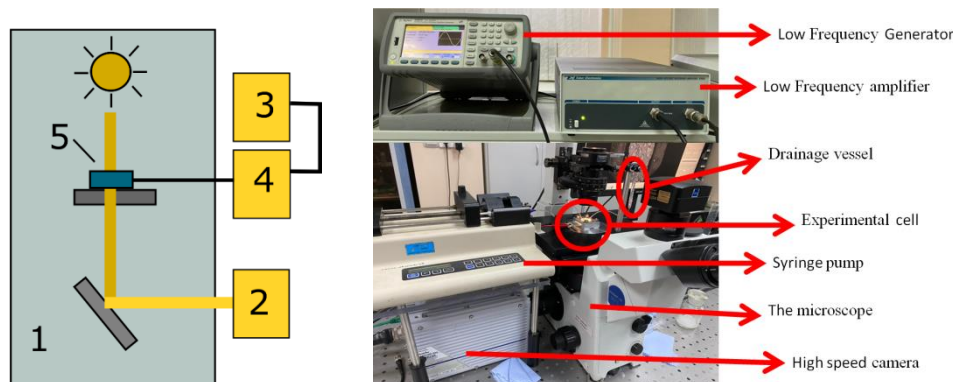 5
3
4
2
1
Low Frequency Generator
Low Frequency amplifier
Drainage vessel
Experimental cell
Syringe pump
The microscope
High speed camera